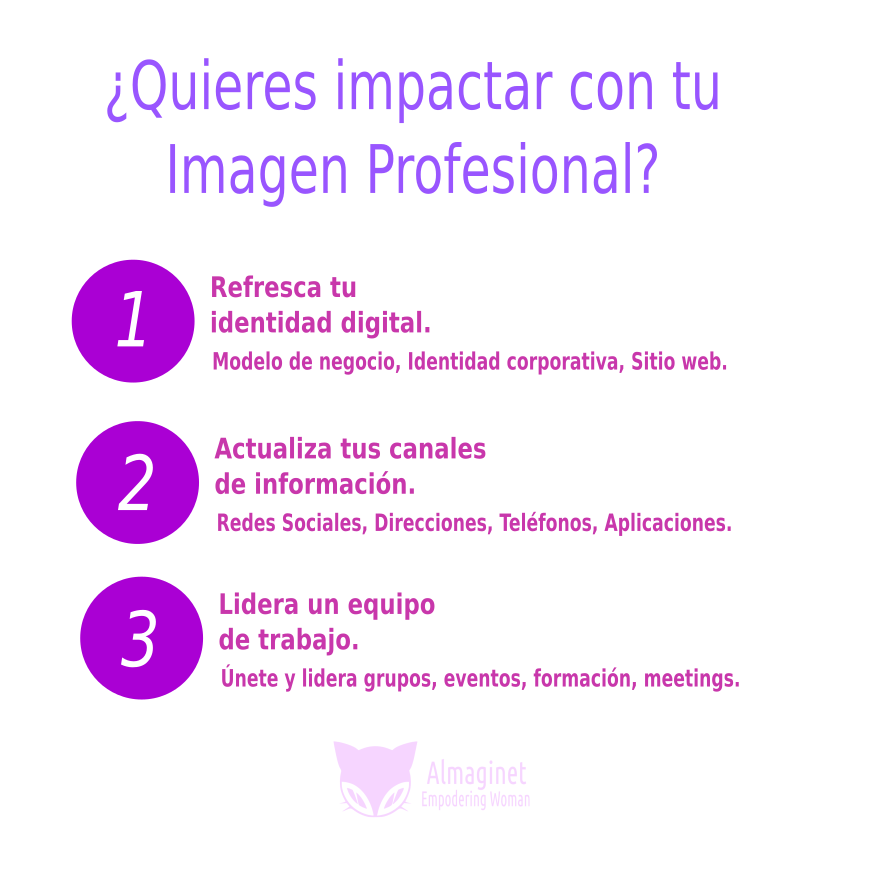 ¿Quieres impactar con tu
Imagen Profesional?
1
Refresca tu
identidad digital.
Modelo de negocio, Identidad corporativa, Sitio web.
2
Actualiza tus canales
de información.
Redes Sociales, Direcciones, Teléfonos, Aplicaciones.
3
Lidera un equipo
de trabajo.
Únete y lidera grupos, eventos, formación, meetings.
Almaginet
Empodering Woman